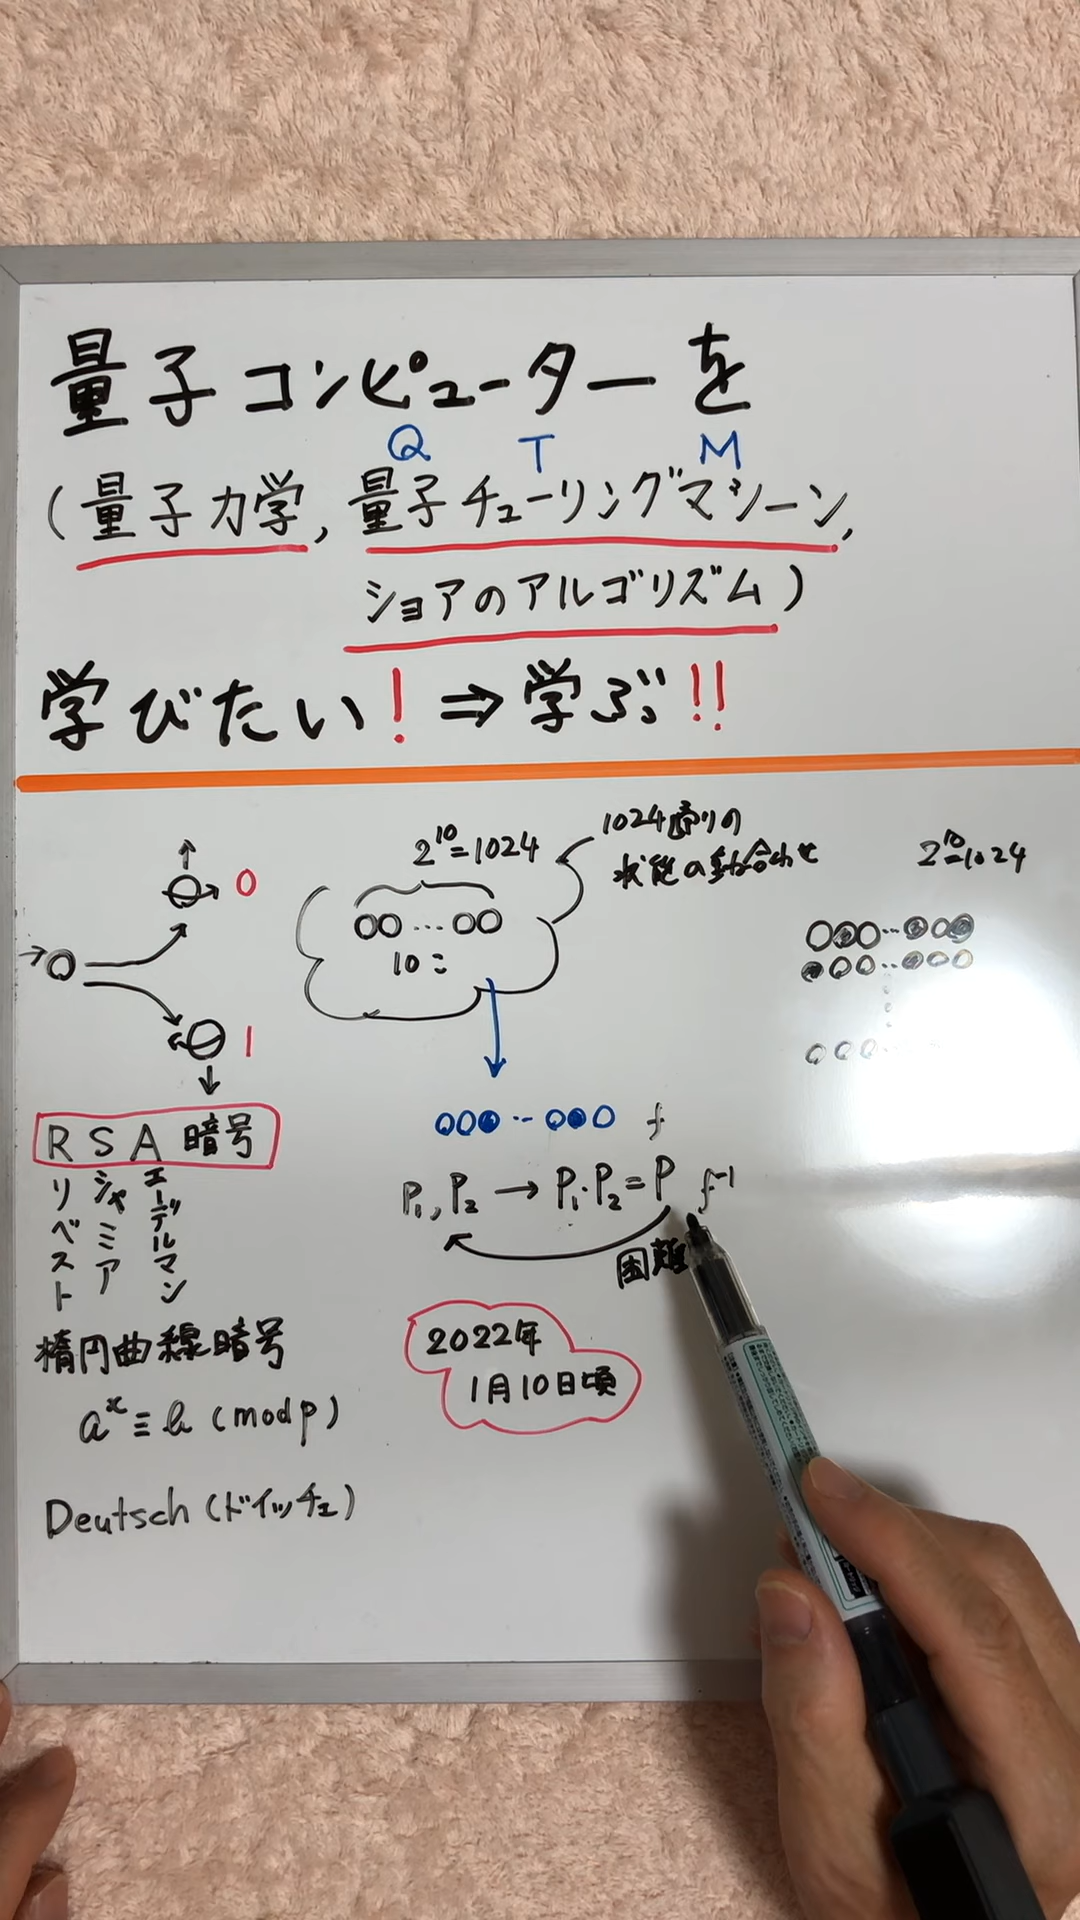 量子コンピューターを
Q T M
(量子力学, 量子チューリングマシーン,
ショアのアルゴリズム)
学びたい! ⇒ 学ぶ!!
0
1
2^10=1024
10こ
1024通りの
状態の重ね合わせ
2^10=1024
RSA暗号
リベスト
シャミア
エーデルマン
f
P₁, P₂ → P₁·P₂=P f⁻¹
困難
楕円曲線暗号
a^x ≡ b (mod p)
2022年
1月10日頃
Deutsch (ドイッチェ)